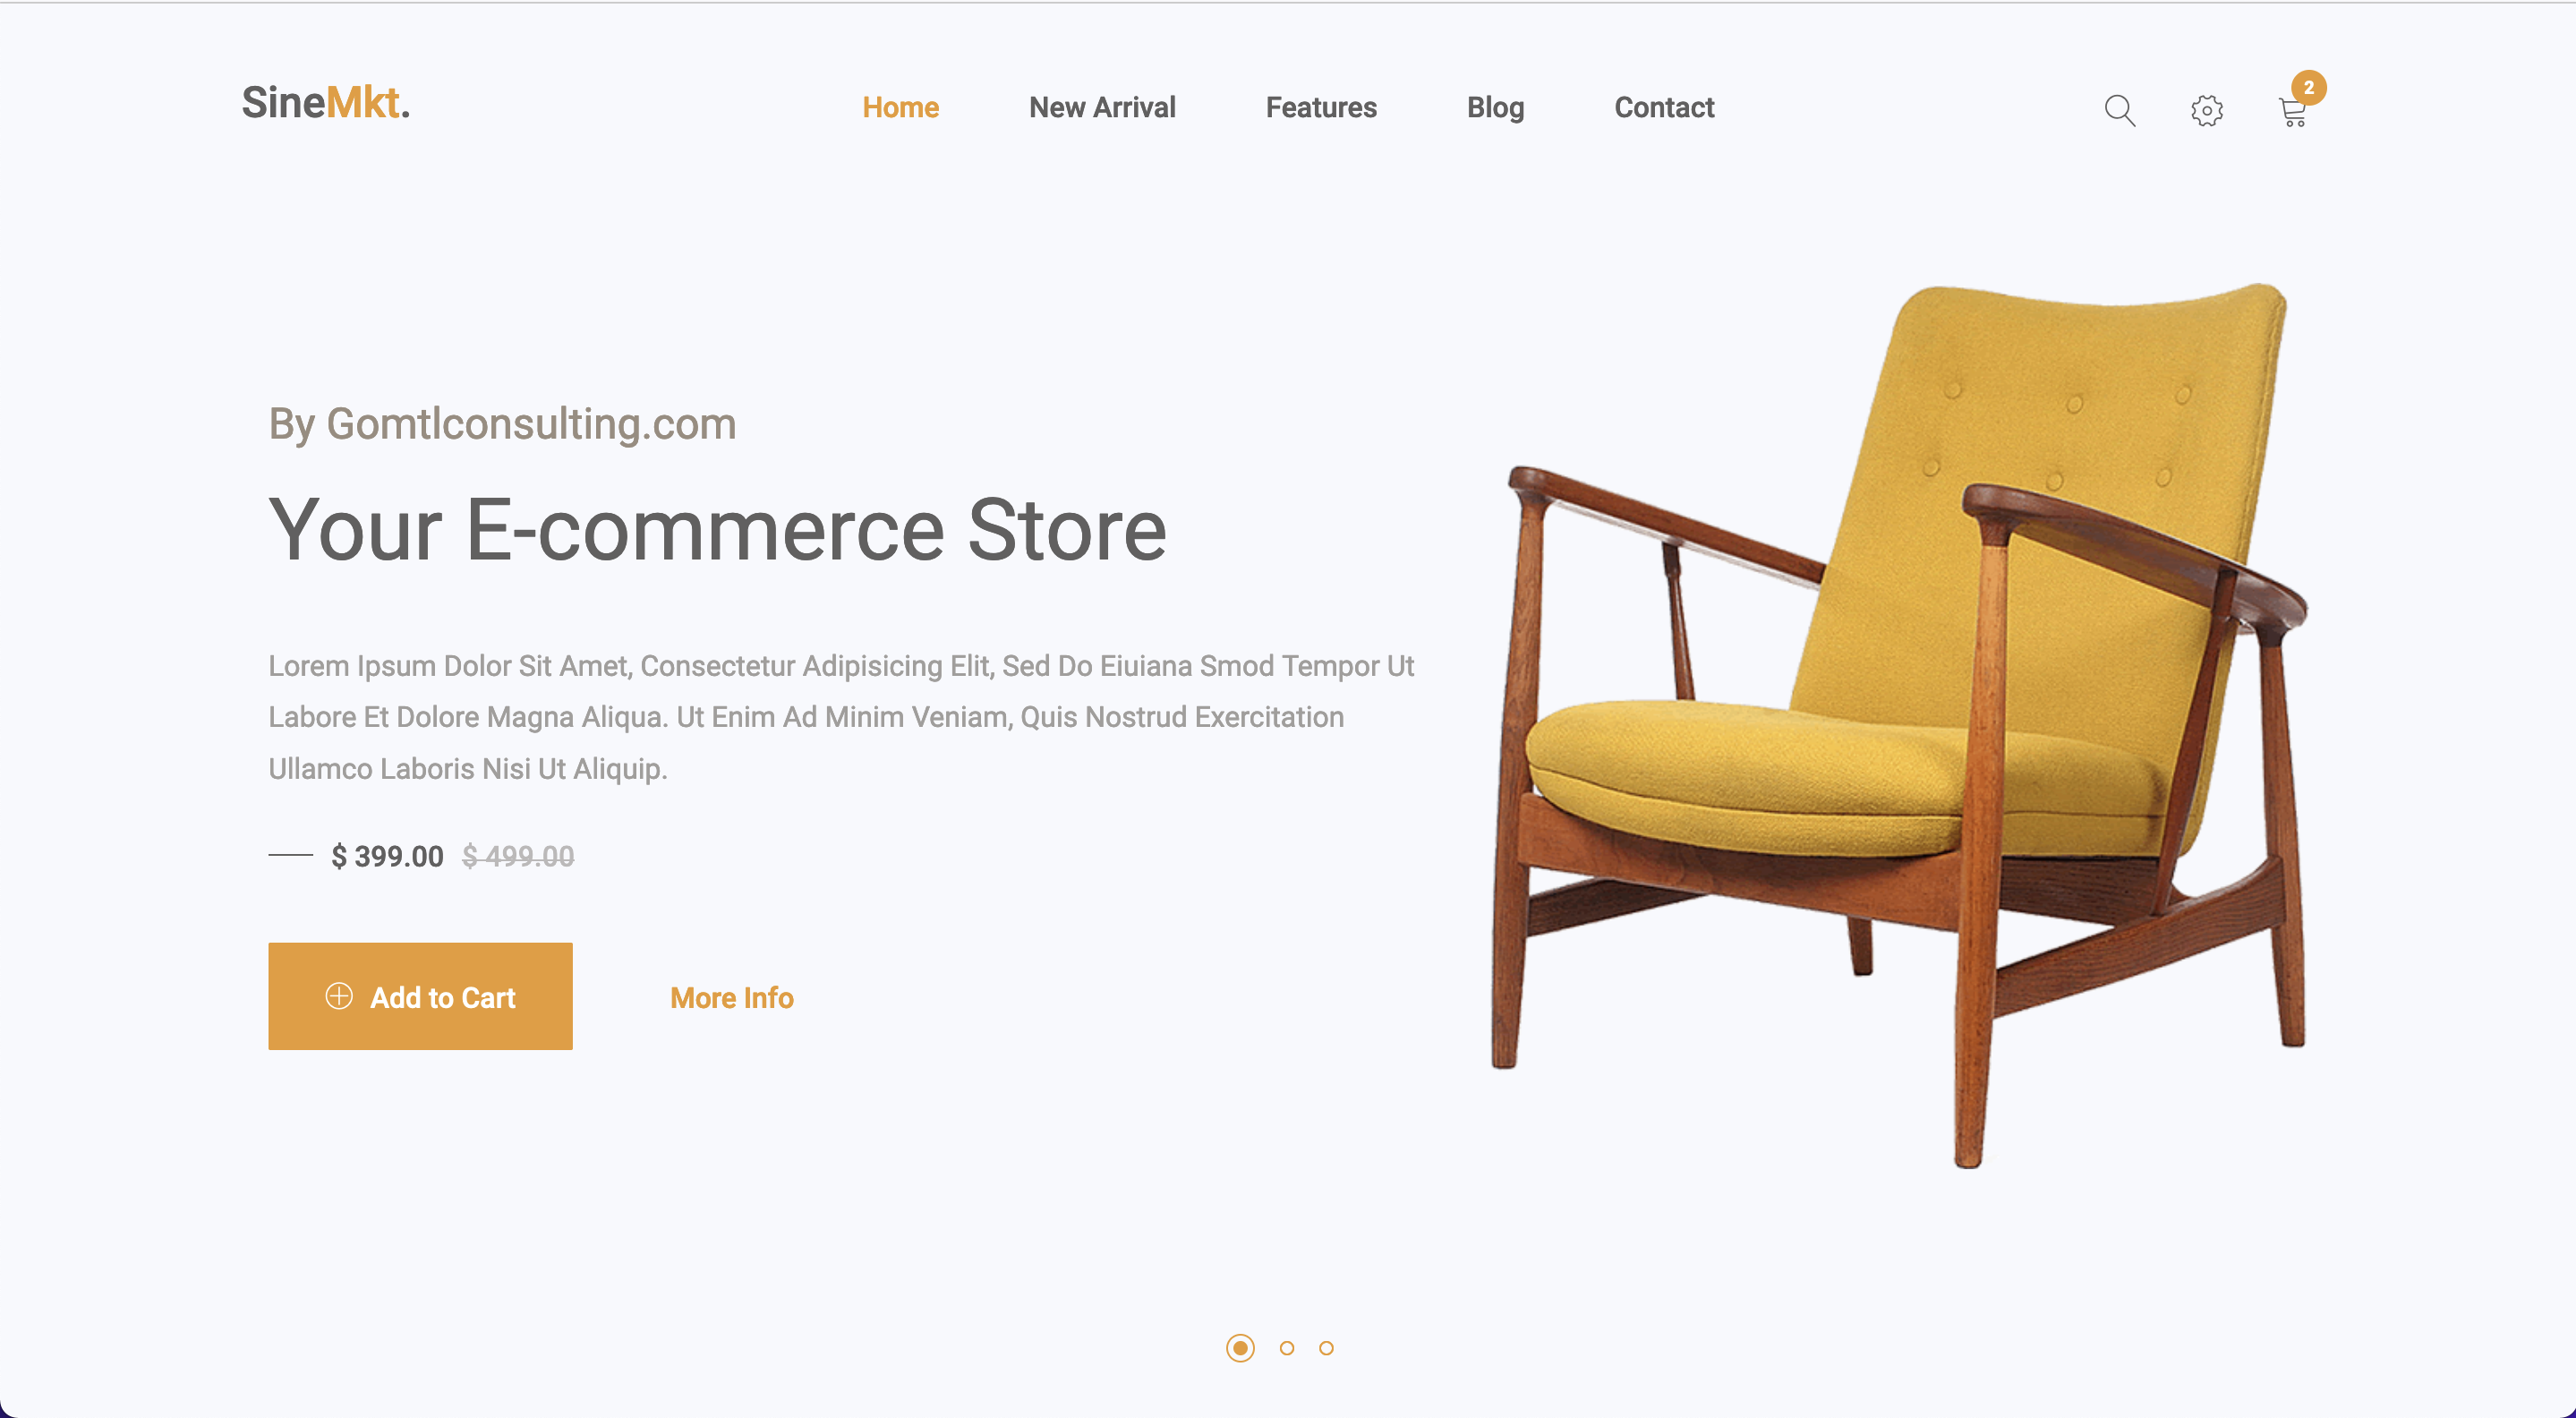 SineMkt.
Home New Arrival Features Blog Contact
2
By Gomtlconsulting.com
Your E-commerce Store
Lorem Ipsum Dolor Sit Amet, Consectetur Adipisicing Elit, Sed Do Eiuiana Smod Tempor Ut
Labore Et Dolore Magna Aliqua. Ut Enim Ad Minim Veniam, Quis Nostrud Exercitation
Ullamco Laboris Nisi Ut Aliquip.
$ 399.00 $ 499.00
Add to Cart More Info